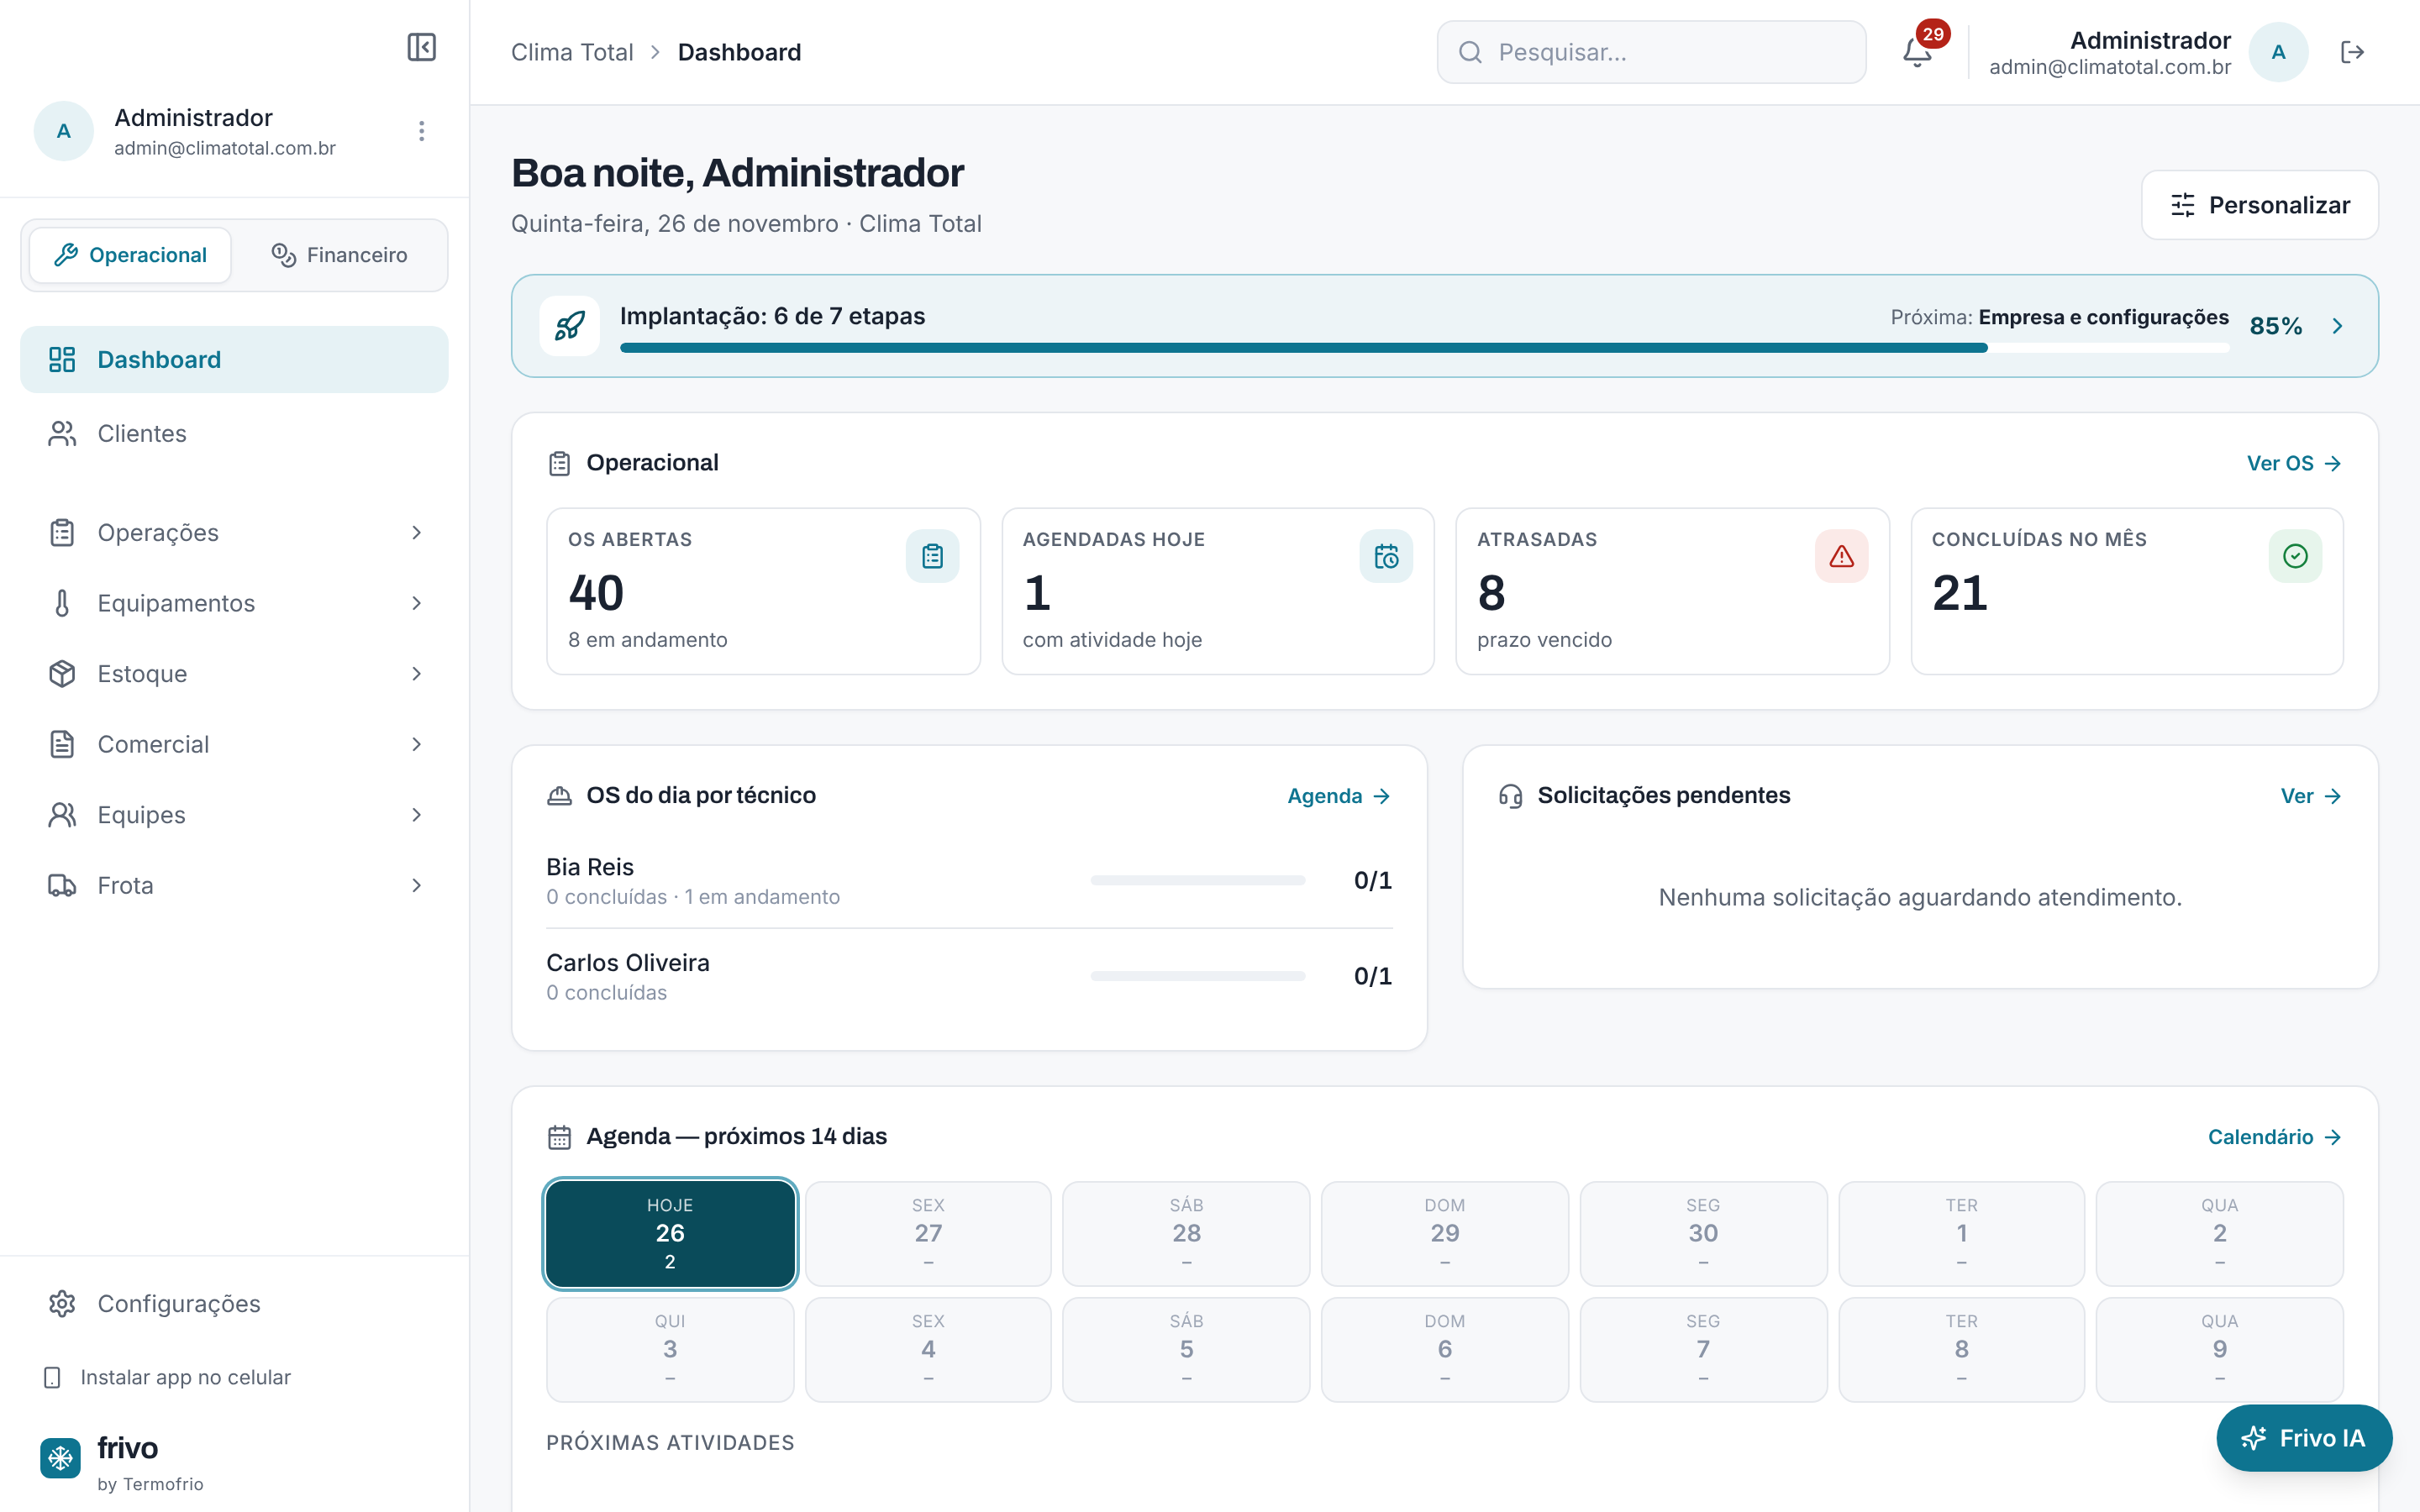 A
Administrador
admin@climatotal.com.br
Operacional
Financeiro
Dashboard
Clientes
Operações
Equipamentos
Estoque
Comercial
Equipes
Frota
Configurações
Instalar app no celular
frivo
by Termofrio
Clima Total > Dashboard
Pesquisar...
29
Administrador
admin@climatotal.com.br
A
Boa noite, Administrador
Quinta-feira, 26 de novembro · Clima Total
Personalizar
Implantação: 6 de 7 etapas
Próxima: Empresa e configurações
85%
Operacional
Ver OS →
OS ABERTAS
40
8 em andamento
AGENDADAS HOJE
1
com atividade hoje
ATRASADAS
8
prazo vencido
CONCLUÍDAS NO MÊS
21
OS do dia por técnico
Agenda →
Bia Reis
0 concluídas · 1 em andamento
0/1
Carlos Oliveira
0 concluídas
0/1
Solicitações pendentes
Ver →
Nenhuma solicitação aguardando atendimento.
Agenda — próximos 14 dias
Calendário →
HOJE
26
2
SEX
27
–
SÁB
28
–
DOM
29
–
SEG
30
–
TER
1
–
QUA
2
–
QUI
3
–
SEX
4
–
SÁB
5
–
DOM
6
–
SEG
7
–
TER
8
–
QUA
9
–
PRÓXIMAS ATIVIDADES
Frivo IA